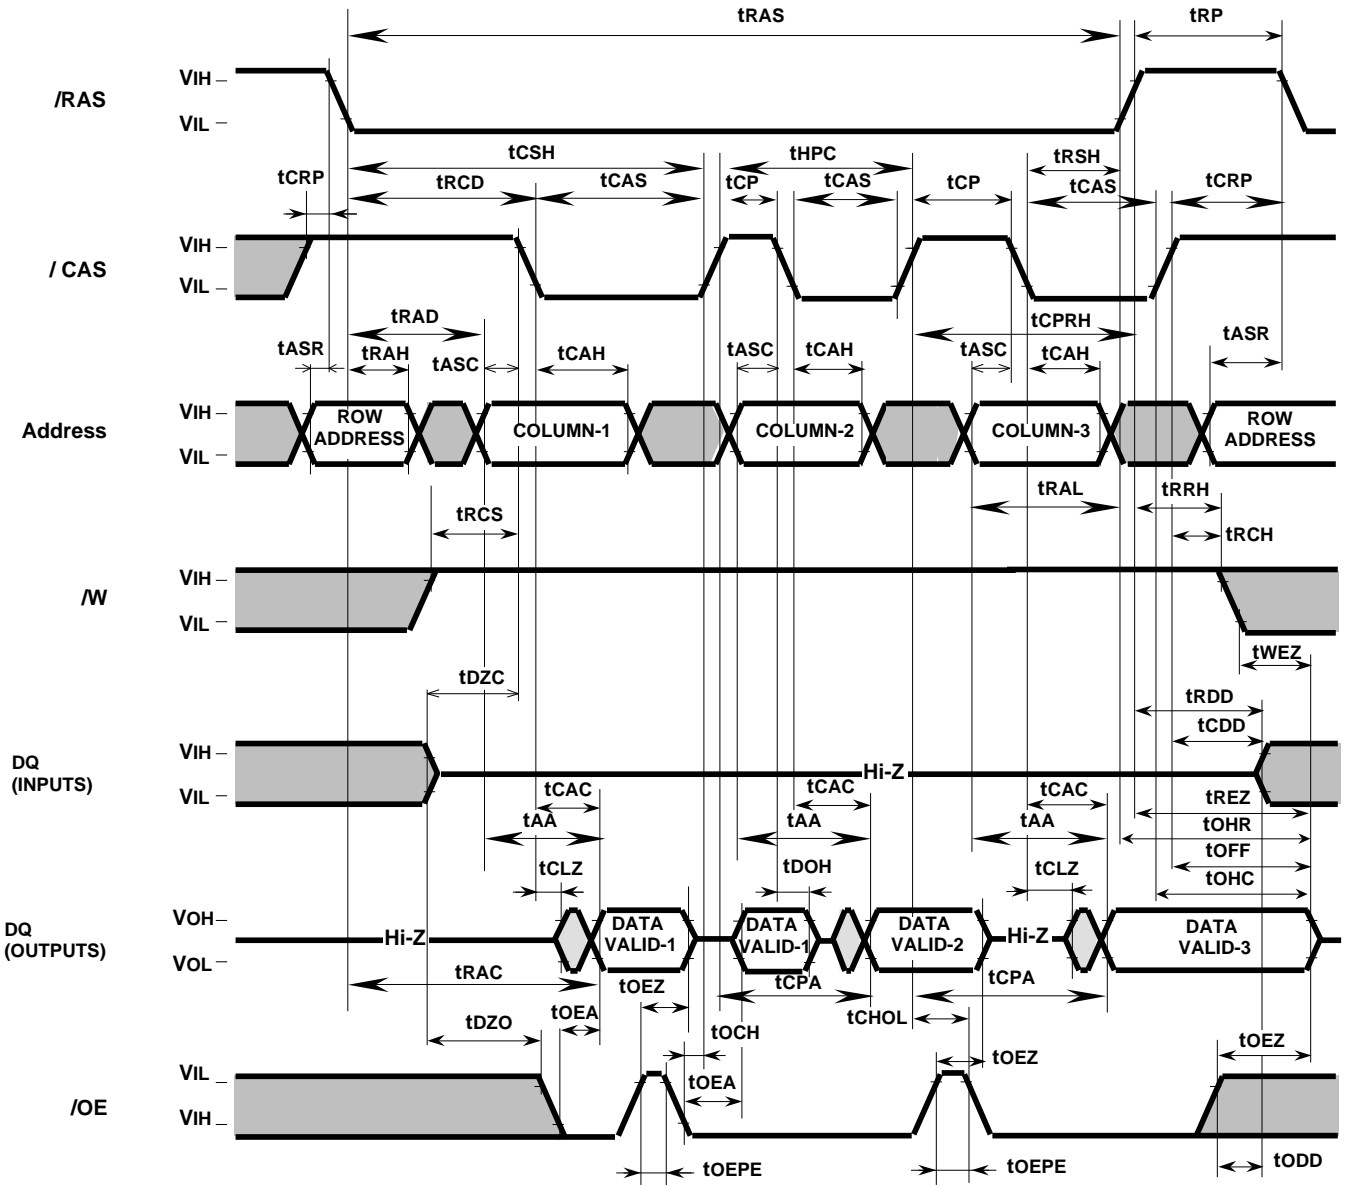 tRAS
tRP
/RAS
VIH
VIL
tCSH
tHPC
tRSH
tCRP
tRCD
tCAS
tCP
tCAS
tCP
tCAS
tCRP
/ CAS
VIH
VIL
tRAD
tCPRH
tASR
tRAH
tASC
tCAH
tASC
tCAH
tASC
tCAH
tASR
Address
VIH
VIL
ROW
ADDRESS
COLUMN-1
COLUMN-2
COLUMN-3
ROW
ADDRESS
tRAL
tRRH
tRCS
tRCH
/W
VIH
VIL
tWEZ
tDZC
tRDD
tCDD
DQ
(INPUTS)
VIH
VIL
Hi-Z
tCAC
tCAC
tCAC
tREZ
tAA
tAA
tAA
tOHR
tCLZ
tDOH
tCLZ
tOFF
tOHC
DQ
(OUTPUTS)
VOH
VOL
Hi-Z
DATA
VALID-1
DATA
VALID-1
DATA
VALID-2
Hi-Z
DATA
VALID-3
tRAC
tOEZ
tCPA
tCPA
tDZO
tOEA
tOCH
tCHOL
tOEZ
tOEZ
tOEA
/OE
VIL
VIH
tOEPE
tOEPE
tODD